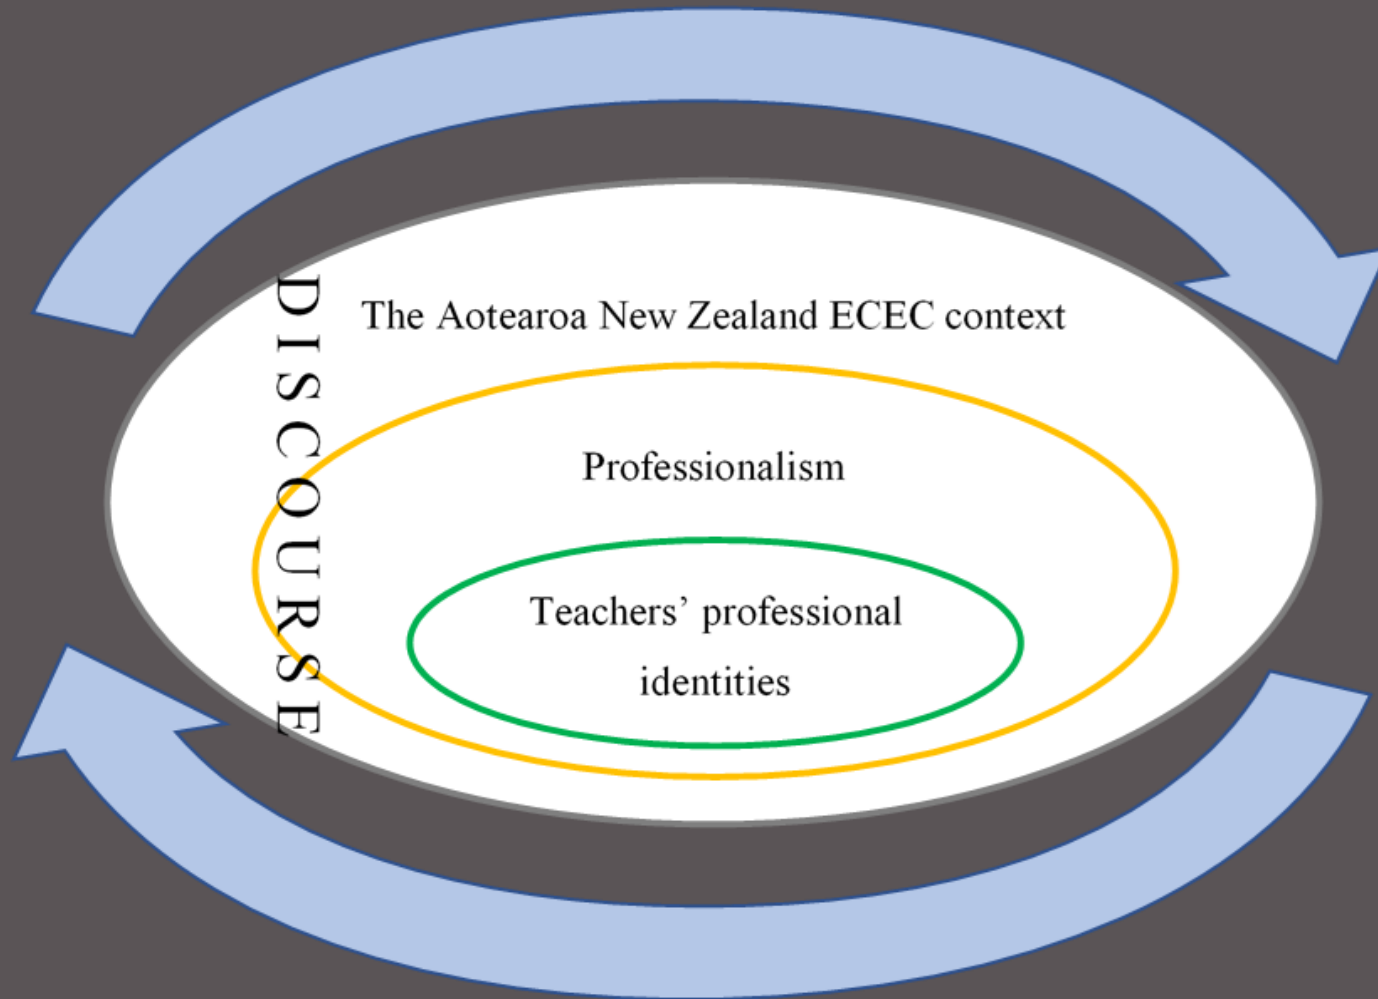 DISCOURSE
The Aotearoa New Zealand ECEC context
Professionalism
Teachers’ professional
identities